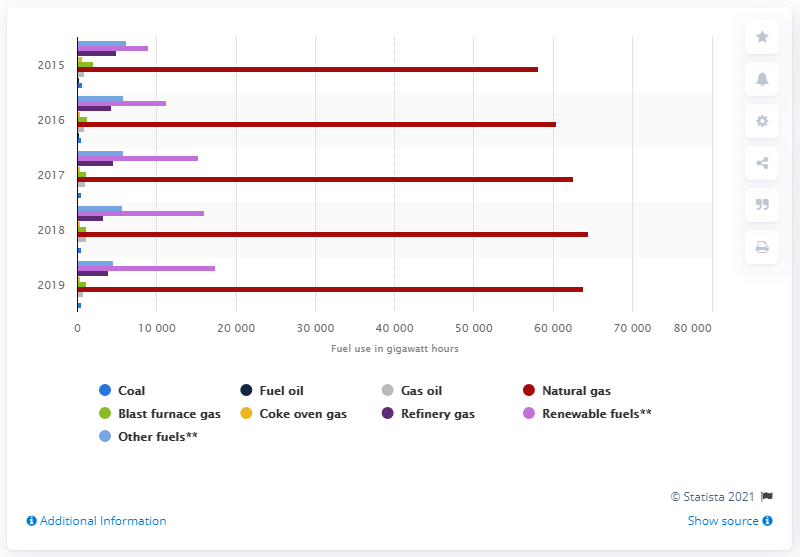 2015
2016
2017
2018
2019
0 10 000 20 000 30 000 40 000 50 000 60 000 70 000 80 000
Fuel use in gigawatt hours
Coal Fuel oil Gas oil Natural gas
Blast furnace gas Coke oven gas Refinery gas Renewable fuels**
Other fuels**
© Statista 2021
Additional Information Show source